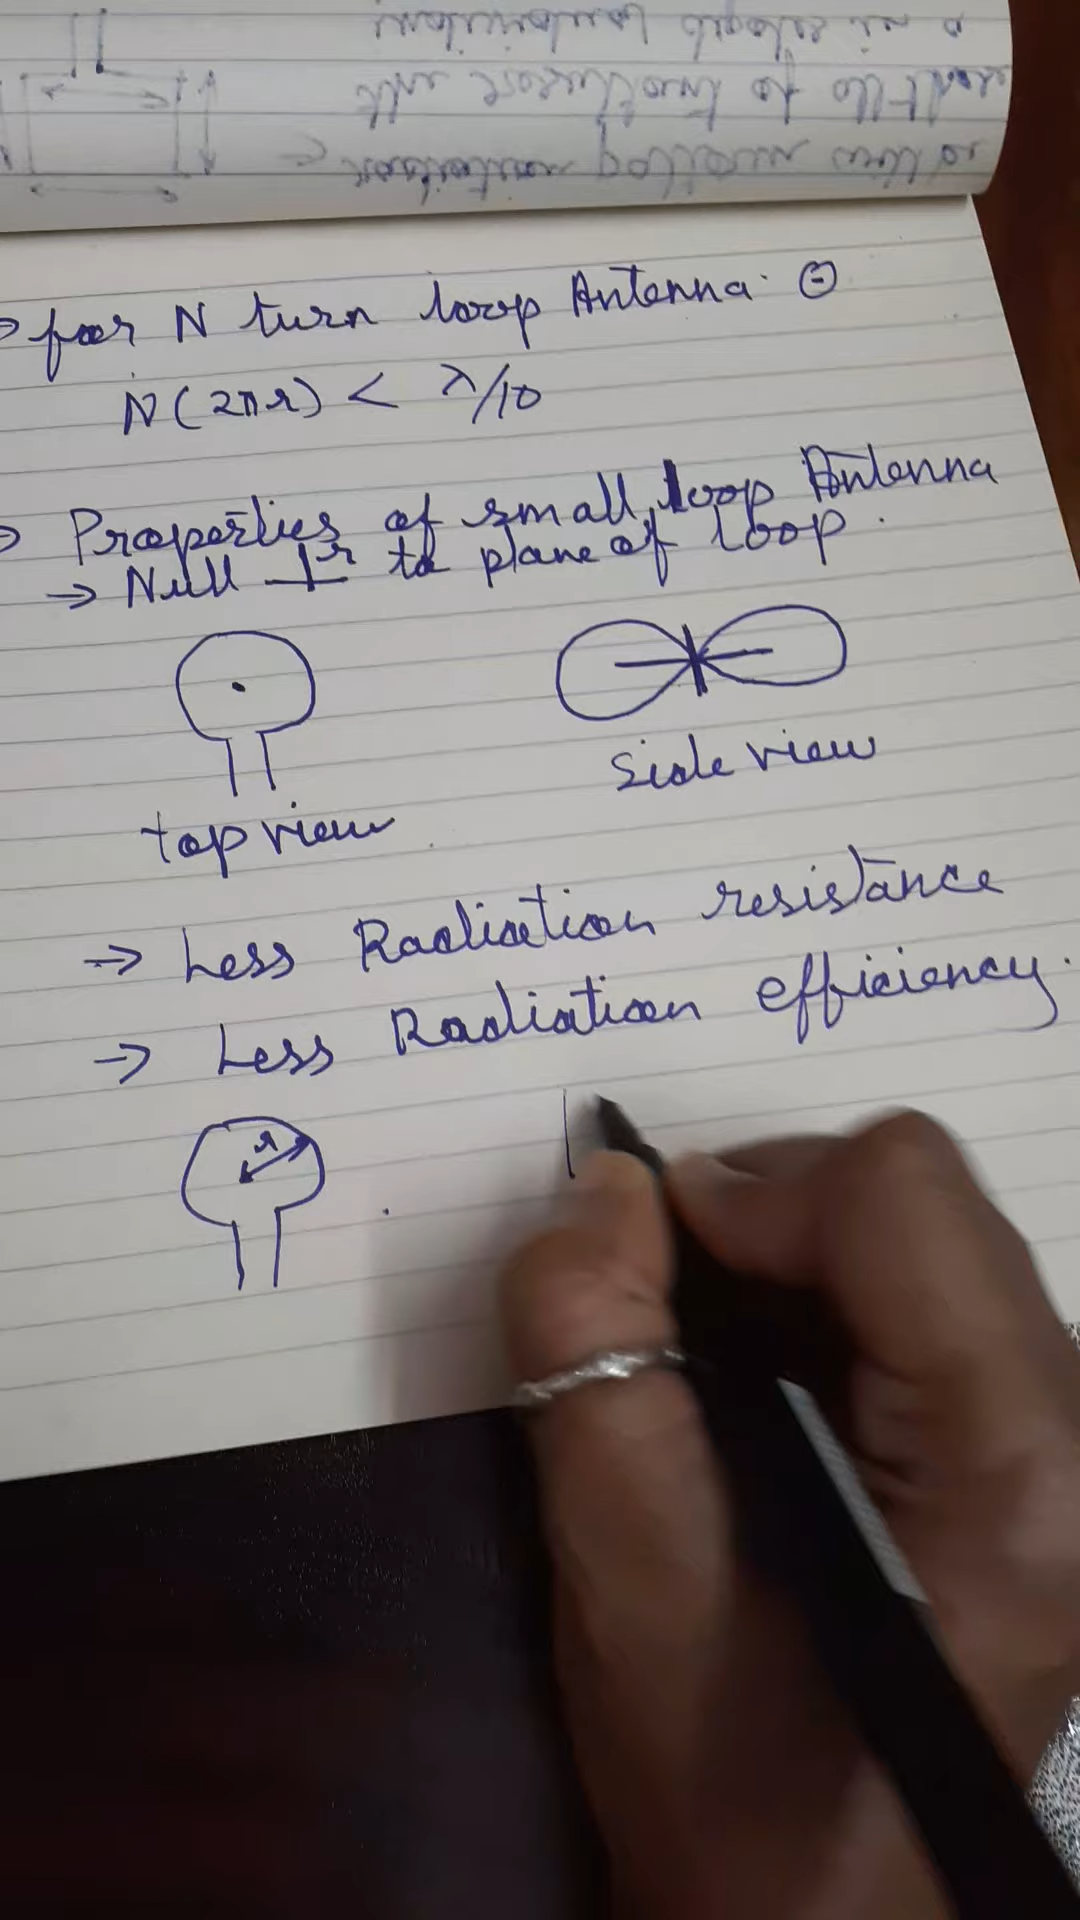 for N turn loop Antenna
N(2πr) < λ/10
Properties of small loop Antenna
→ Null ⊥r to plane of loop.
top view
side view
→ Less Radiation resistance
→ Less Radiation efficiency.
r